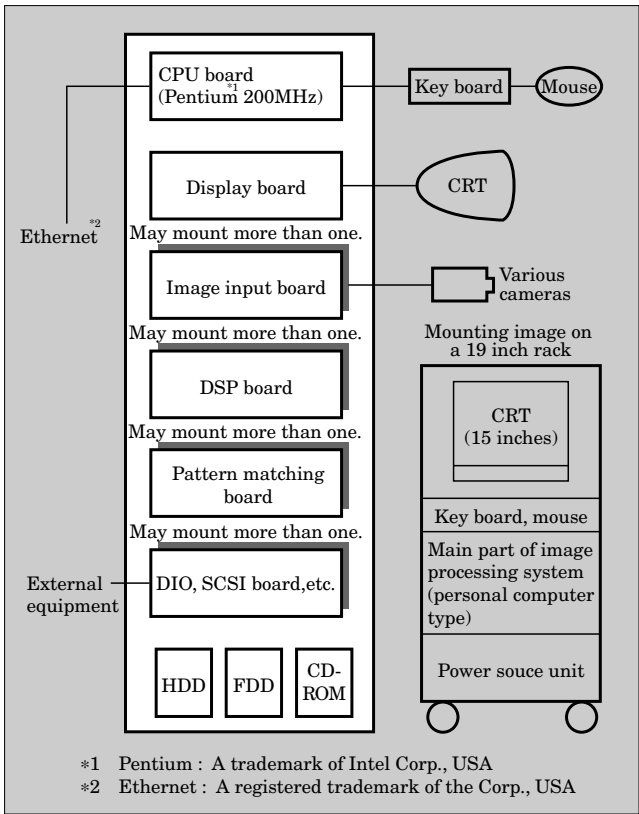 CPU board
(Pentium*1 200MHz)
Key board
Mouse
Display board
CRT
Ethernet*2
May mount more than one.
Image input board
Various
cameras
May mount more than one.
DSP board
May mount more than one.
Pattern matching
board
May mount more than one.
External
equipment
DIO, SCSI board,etc.
HDD
FDD
CD-
ROM
Mounting image on
a 19 inch rack
CRT
(15 inches)
Key board, mouse
Main part of image
processing system
(personal computer
type)
Power souce unit
*1 Pentium : A trademark of Intel Corp., USA
*2 Ethernet : A registered trademark of the Corp., USA